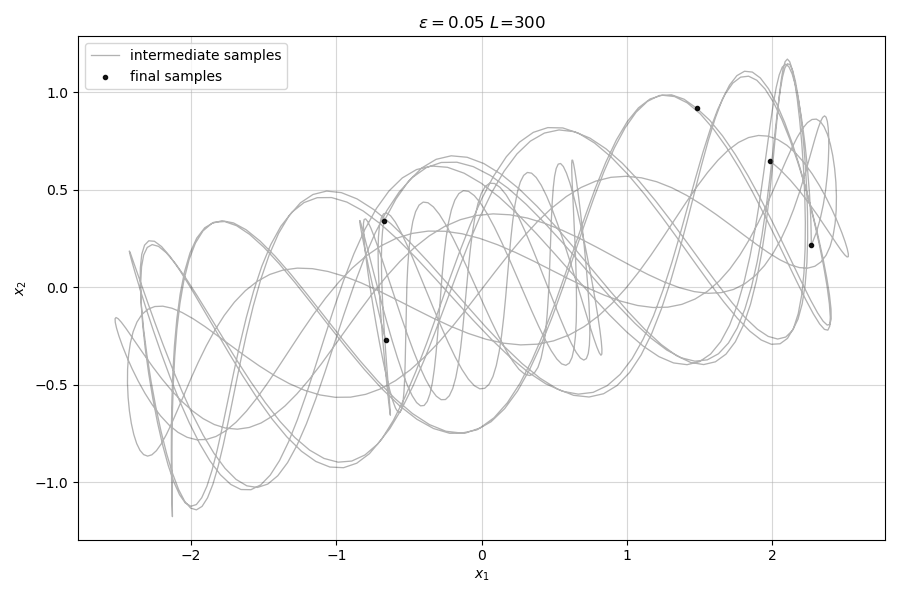 ε = 0.05 L=300
intermediate samples
final samples
1.0
0.5
0.0
−0.5
−1.0
x₂
−2
−1
0
1
2
x₁